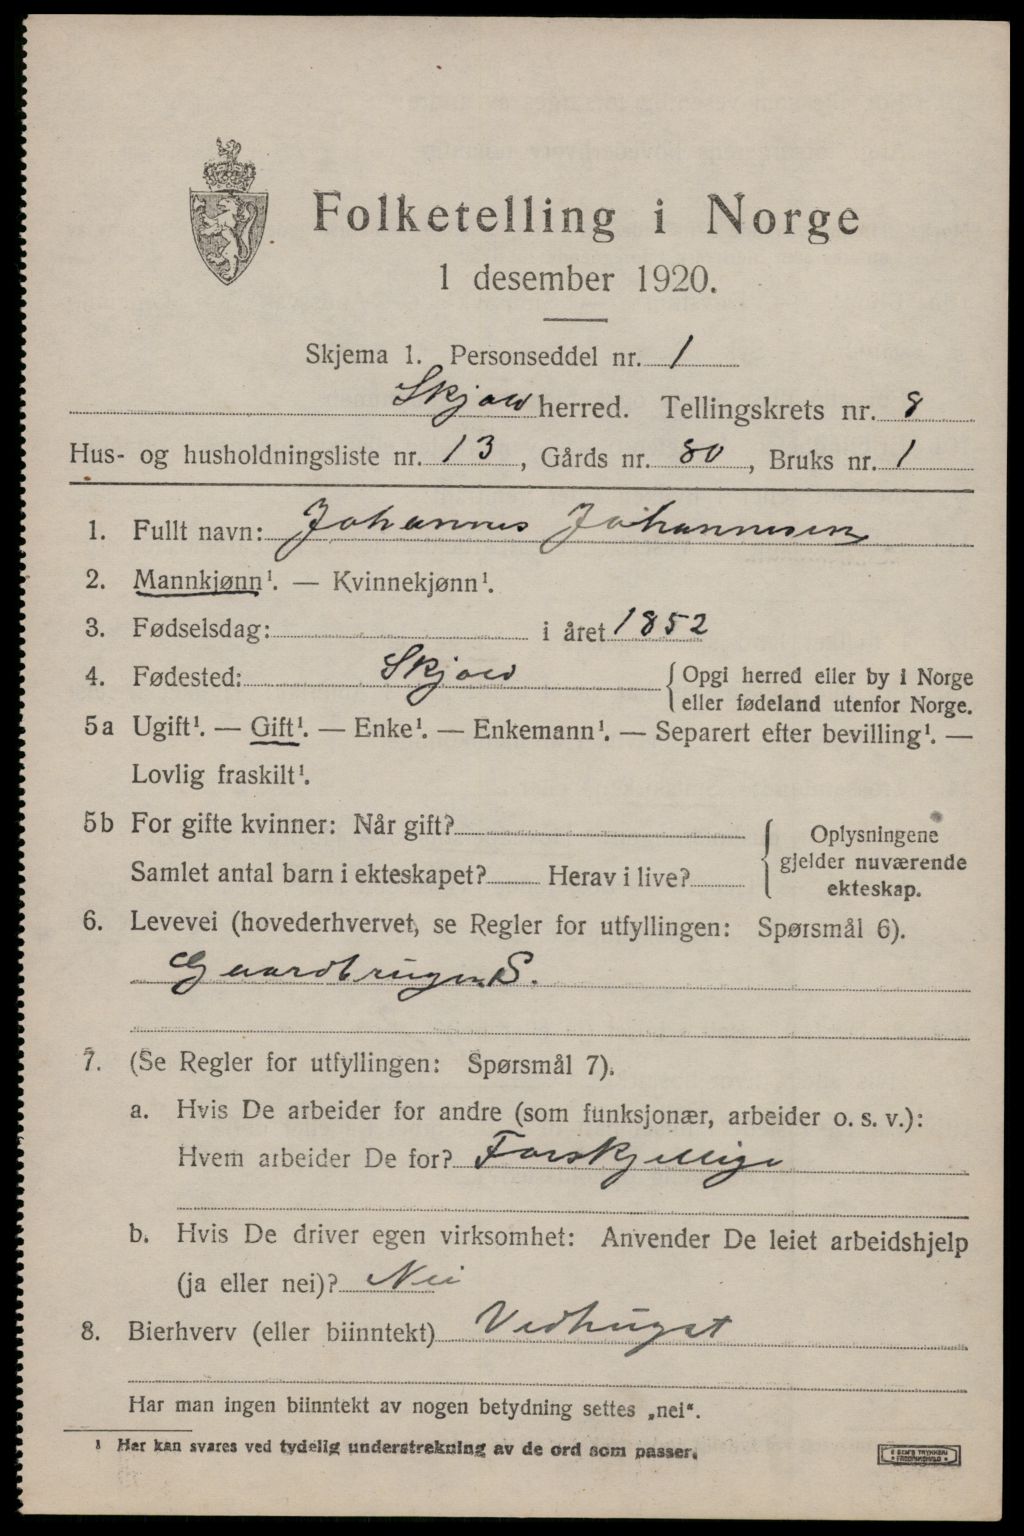 Folketelling i Norge
1 desember 1920.
Skjema 1. Personseddel nr. 1
Skjold herred. Tellingskrets nr. 8
Hus- og husholdningsliste nr. 13, Gårds nr. 80, Bruks nr. 1
1. Fullt navn: Johannes Johannesen
2. Mannkjønn¹. — Kvinnekjønn¹.
3. Fødselsdag: i året 1852
4. Fødested: Skjold { Opgi herred eller by i Norge
eller fødeland utenfor Norge.
5a Ugift¹. — Gift¹. — Enke¹. — Enkemann¹. — Separert efter bevilling¹. —
Lovlig fraskilt¹.
5b For gifte kvinner: Når gift?
Samlet antal barn i ekteskapet? Herav i live?
{ Oplysningene
gjelder nuværende
ekteskap.
6. Levevei (hovederhvervet, se Regler for utfyllingen: Spørsmål 6).
Gaardbruger S.
7. (Se Regler for utfyllingen: Spørsmål 7).
a. Hvis De arbeider for andre (som funksjonær, arbeider o. s. v.):
Hvem arbeider De for? Forskjellige
b. Hvis De driver egen virksomhet: Anvender De leiet arbeidshjelp
(ja eller nei)? Nei
8. Bierhverv (eller biinntekt) Vedhugst
Har man ingen biinntekt av nogen betydning settes „nei“.
¹ Her kan svares ved tydelig understrekning av de ord som passer.